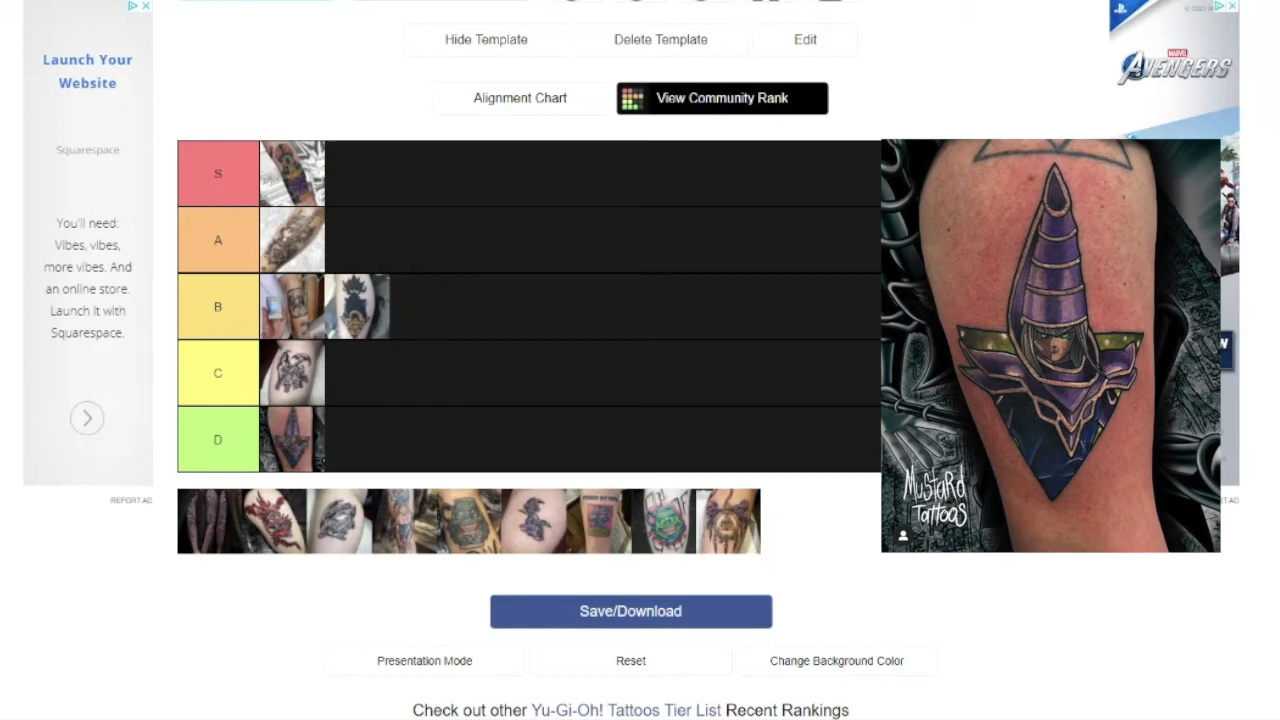 Launch Your
Website
Squarespace
You'll need:
Vibes, vibes,
more vibes. And
an online store.
Launch it with
Squarespace.
REPORT AD
Hide Template
Delete Template
Edit
Alignment Chart
View Community Rank
S
A
B
C
D
MARVEL
AVENGERS
MUSTARD
TATTOOS
Save/Download
Presentation Mode
Reset
Change Background Color
Check out other Yu-Gi-Oh! Tattoos Tier List Recent Rankings